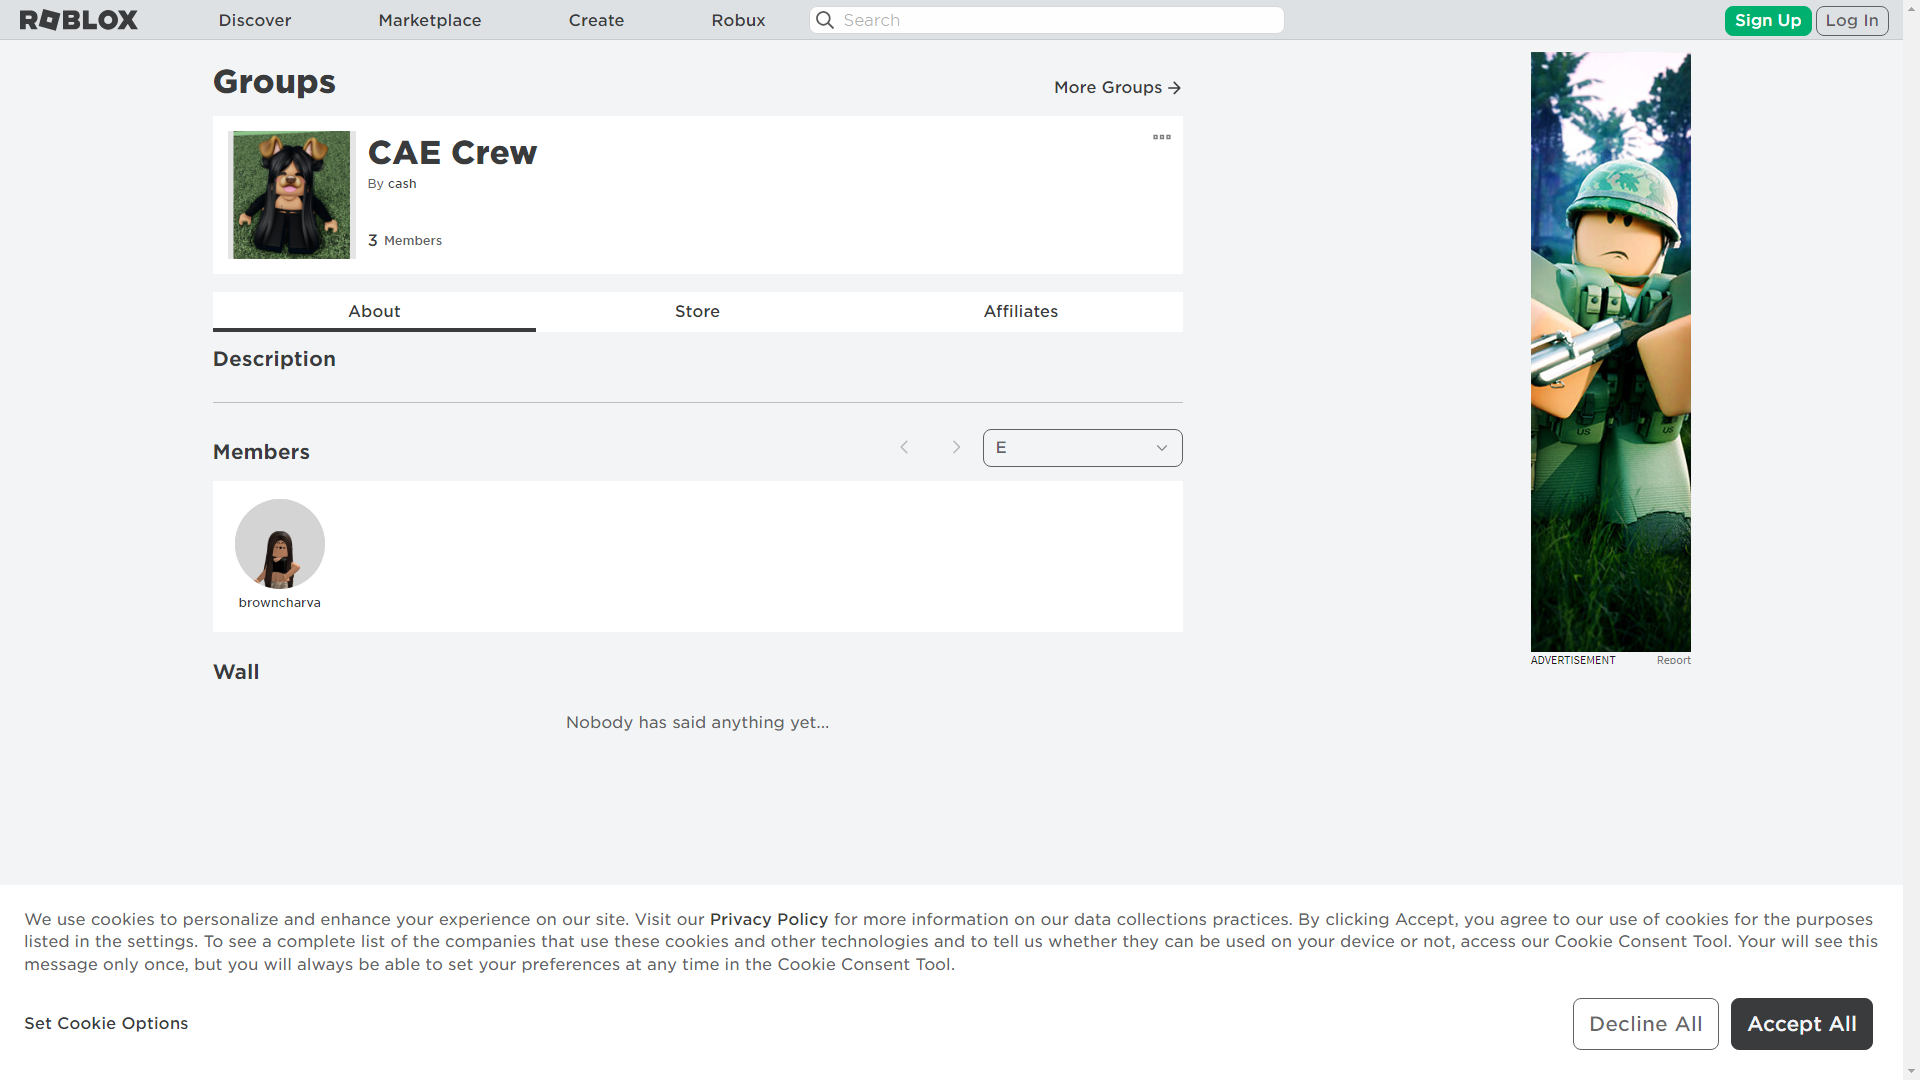 ROBLOX
Discover
Marketplace
Create
Robux
Search
Sign Up
Log In
Groups
More Groups
CAE Crew
By cash
3 Members
About
Store
Affiliates
Description
Members
E
browncharva
Wall
Nobody has said anything yet...
US
US
ADVERTISEMENT
Report
We use cookies to personalize and enhance your experience on our site. Visit our Privacy Policy for more information on our data collections practices. By clicking Accept, you agree to our use of cookies for the purposes
listed in the settings. To see a complete list of the companies that use these cookies and other technologies and to tell us whether they can be used on your device or not, access our Cookie Consent Tool. Your will see this
message only once, but you will always be able to set your preferences at any time in the Cookie Consent Tool.
Set Cookie Options
Decline All
Accept All